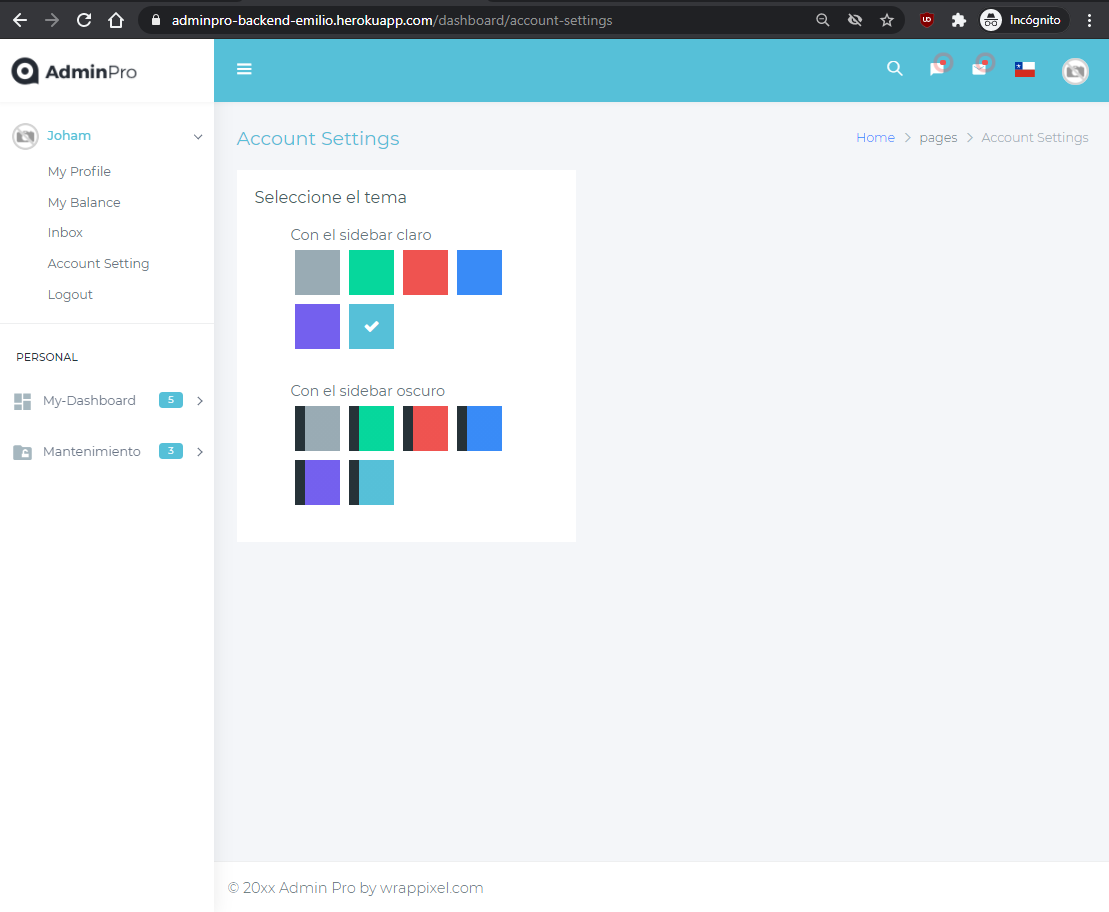 adminpro-backend-emilio.herokuapp.com/dashboard/account-settings
UD
Incógnito
AdminPro
Joham
My Profile
My Balance
Inbox
Account Setting
Logout
PERSONAL
My-Dashboard 5
Mantenimiento 3
Account Settings
Home > pages > Account Settings
Seleccione el tema
Con el sidebar claro
Con el sidebar oscuro
© 20xx Admin Pro by wrappixel.com